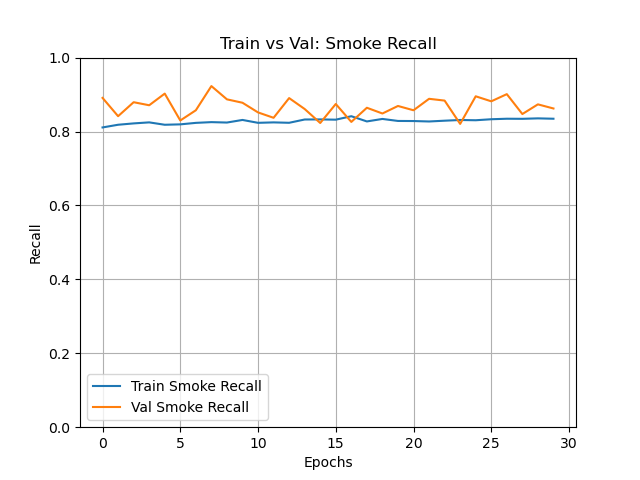 Train vs Val: Smoke Recall
1.0
0.8
0.6
0.4
0.2
0.0
Recall
Train Smoke Recall
Val Smoke Recall
0 5 10 15 20 25 30
Epochs